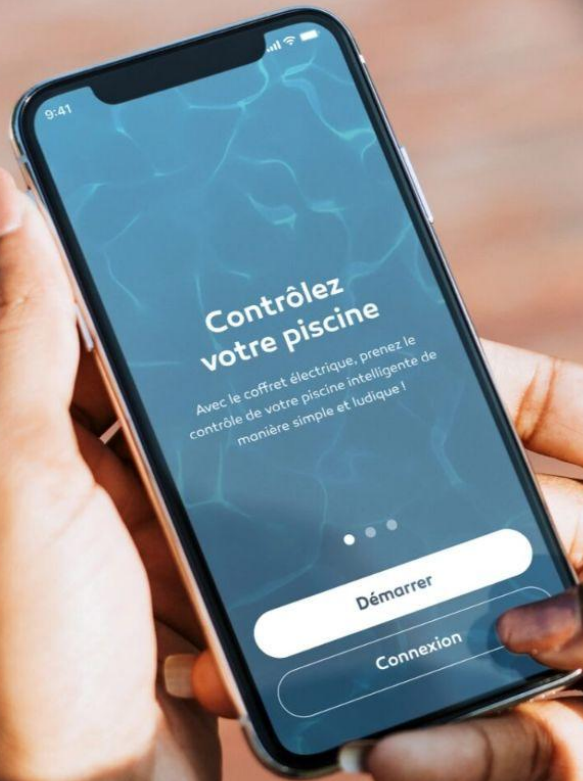 9:41
Contrôlez
votre piscine
Avec le coffret électrique, prenez le
contrôle de votre piscine intelligente de
manière simple et ludique !
Démarrer
Connexion